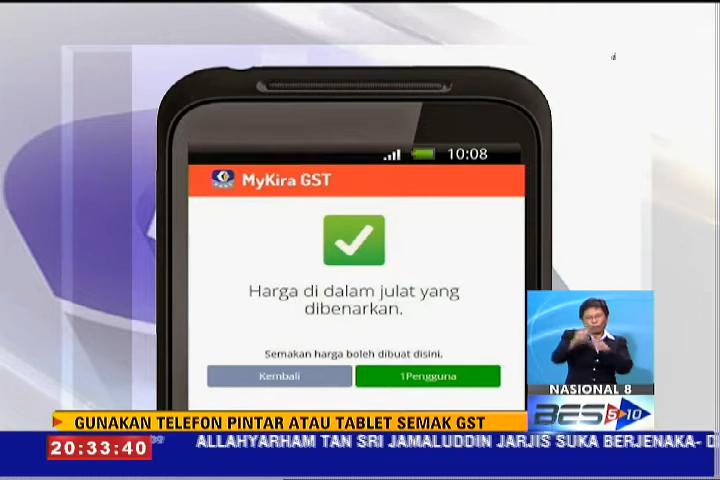 10:08
MyKira GST
Harga di dalam julat yang
dibenarkan.
Semakan harga boleh dibuat disini,
Kembali
1Pengguna
NASIONAL 8
BES 5-10
GUNAKAN TELEFON PINTAR ATAU TABLET SEMAK GST
20:33:40
ALLAHYARHAM TAN SRI JAMALUDDIN JARJIS SUKA BERJENAKA-